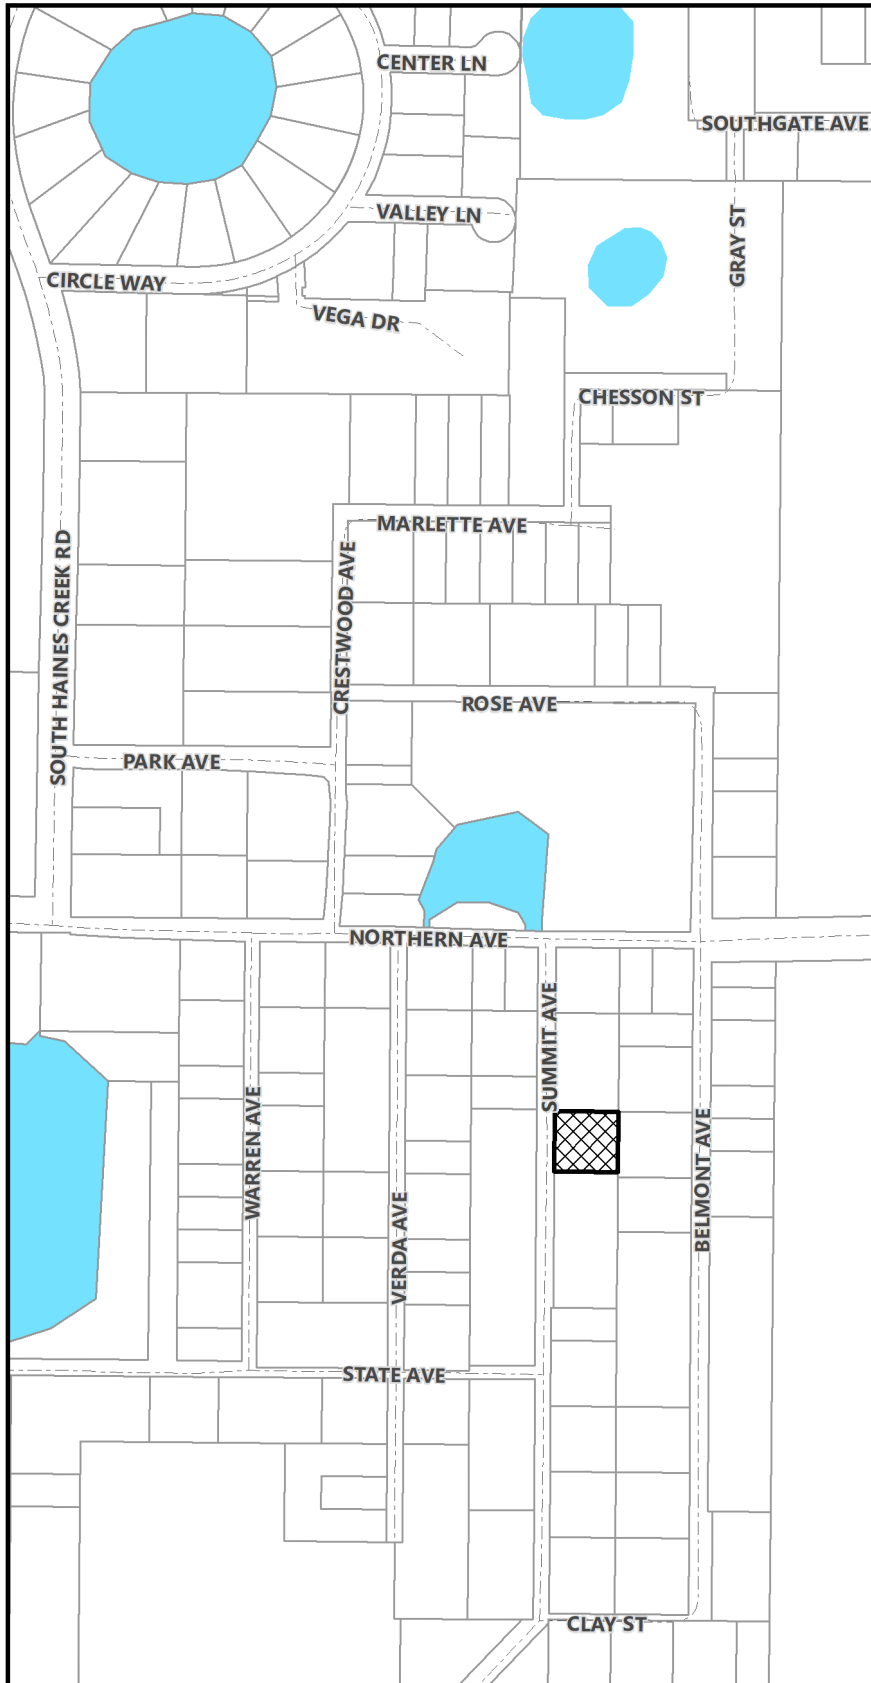 CENTER LN
SOUTHGATE AVE
VALLEY LN
GRAY ST
CIRCLE WAY
VEGA DR
CHESSON ST
MARLETTE AVE
SOUTH HAINES CREEK RD
CRESTWOOD AVE
ROSE AVE
PARK AVE
NORTHERN AVE
SUMMIT AVE
WARREN AVE
BELMONT AVE
VERDA AVE
STATE AVE
CLAY ST